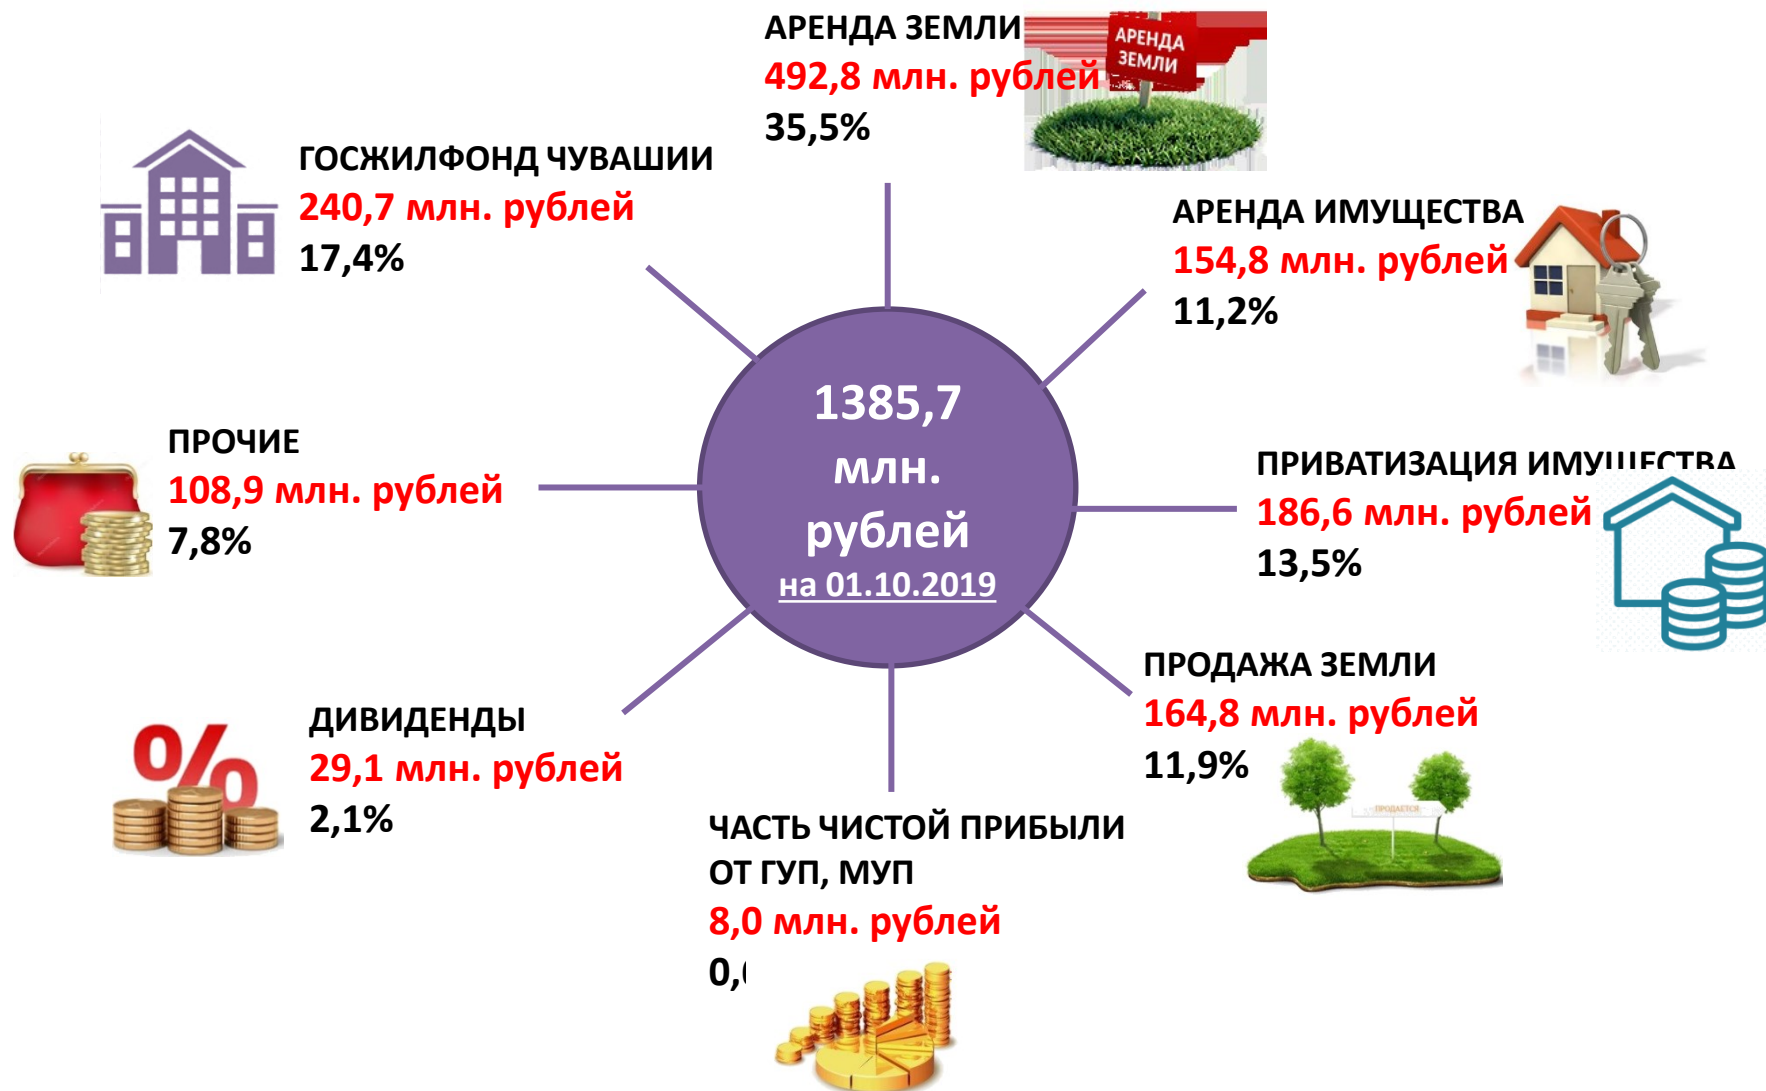 АРЕНДА ЗЕМЛИ
492,8 млн. рублей
35,5%
АРЕНДА
ЗЕМЛИ
ГОСЖИЛФОНД ЧУВАШИИ
240,7 млн. рублей
17,4%
АРЕНДА ИМУЩЕСТВА
154,8 млн. рублей
11,2%
1385,7
млн.
рублей
на 01.10.2019
ПРОЧИЕ
108,9 млн. рублей
7,8%
ПРИВАТИЗАЦИЯ ИМУЩЕСТВА
186,6 млн. рублей
13,5%
ПРОДАЖА ЗЕМЛИ
164,8 млн. рублей
11,9%
ПРОДАЕТСЯ
ДИВИДЕНДЫ
29,1 млн. рублей
2,1%
%
ЧАСТЬ ЧИСТОЙ ПРИБЫЛИ
ОТ ГУП, МУП
8,0 млн. рублей